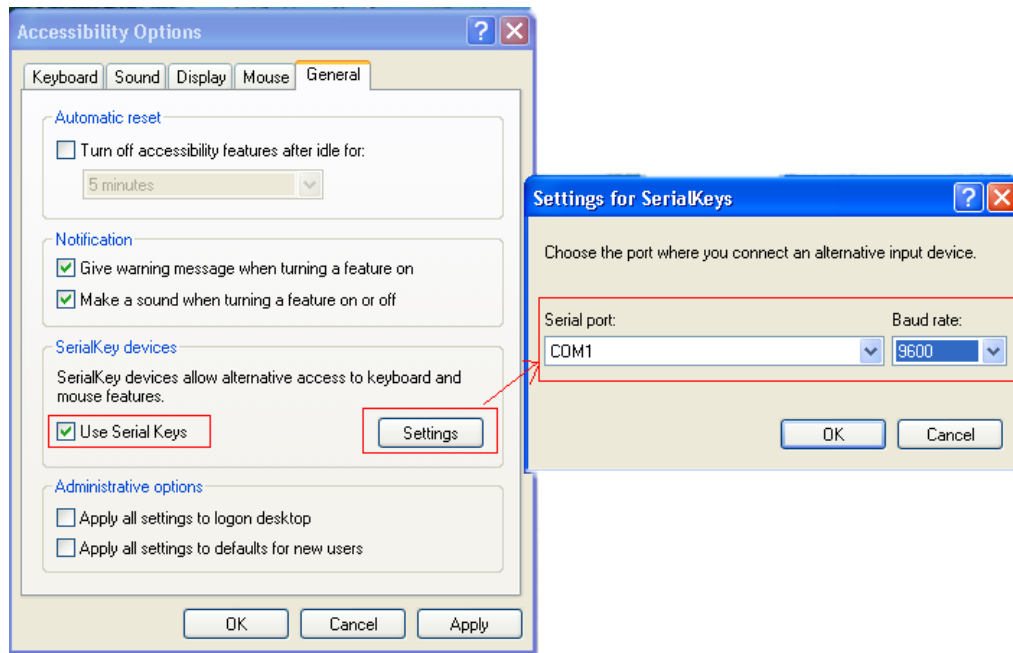 Accessibility Options
Keyboard Sound Display Mouse General
Automatic reset
Turn off accessibility features after idle for:
5 minutes
Notification
Give warning message when turning a feature on
Make a sound when turning a feature on or off
SerialKey devices
SerialKey devices allow alternative access to keyboard and
mouse features.
Use Serial Keys
Settings
Administrative options
Apply all settings to logon desktop
Apply all settings to defaults for new users
OK Cancel Apply
Settings for SerialKeys
Choose the port where you connect an alternative input device.
Serial port: Baud rate:
COM1 9600
OK Cancel